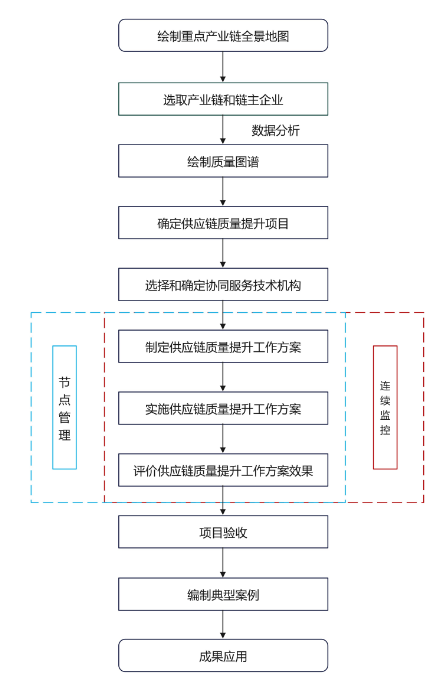 绘制重点产业链全景地图
选取产业链和链主企业
数据分析
绘制质量图谱
确定供应链质量提升项目
选择和确定协同服务技术机构
制定供应链质量提升工作方案
节点管理
连续监控
实施供应链质量提升工作方案
评价供应链质量提升工作方案效果
项目验收
编制典型案例
成果应用